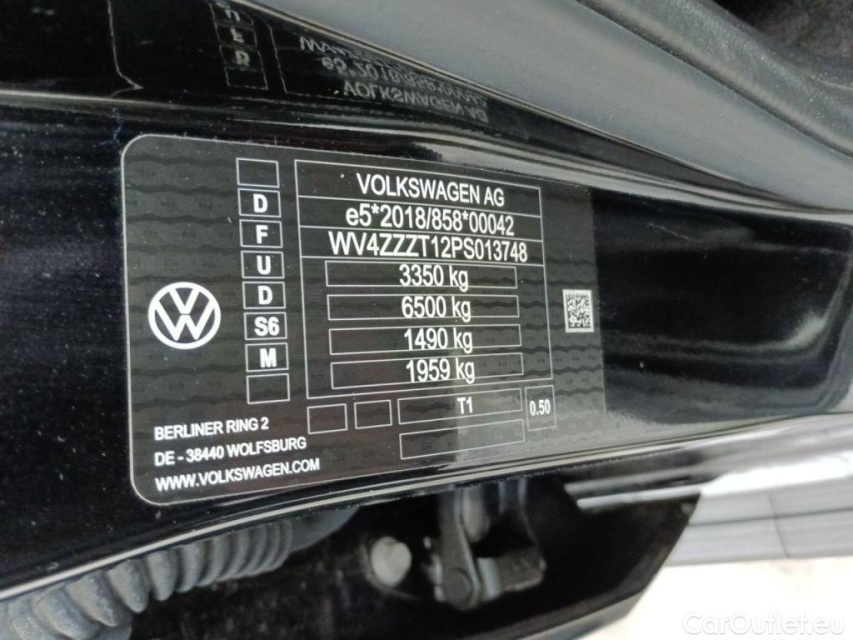 VOLKSWAGEN AG
e5*2018/858*00042
WV4ZZZT12PS013748
3350 kg
6500 kg
1490 kg
1959 kg
T1
0.50
D
F
U
D
S6
M
BERLINER RING 2
DE - 38440 WOLFSBURG
WWW.VOLKSWAGEN.COM
CarOutlet.eu